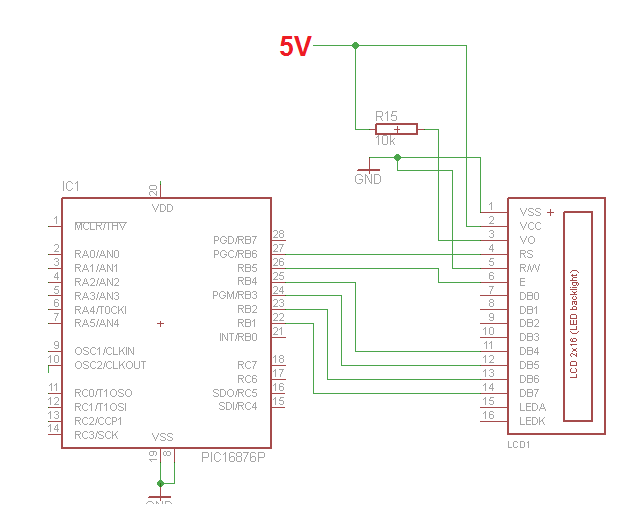 5V
R15
10k
GND
IC1
20
VDD
1 MCLR/THV
PGD/RB7 28
2 RA0/AN0
PGC/RB6 27
3 RA1/AN1
RB5 26
4 RA2/AN2
RB4 25
5 RA3/AN3
PGM/RB3 24
6 RA4/T0CKI
RB2 23
7 RA5/AN4
RB1 22
INT/RB0 21
9 OSC1/CLKIN
RC7 18
10 OSC2/CLKOUT
RC6 17
11 RC0/T1OSO
SDO/RC5 16
12 RC1/T1OSI
SDI/RC4 15
13 RC2/CCP1
14 RC3/SCK
VSS
19 8
PIC16876P
GND
1 VSS
2 VCC
3 VO
4 RS
5 R/W
6 E
7 DB0
8 DB1
9 DB2
10 DB3
11 DB4
12 DB5
13 DB6
14 DB7
15 LEDA
16 LEDK
LCD 2x16 (LED backlight)
LCD1